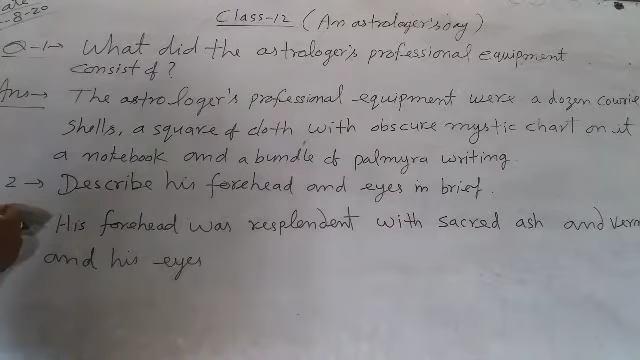 -8-20
Class-12 (An astrologer's day)
Q-1→ What did the astrologer's professional equipment
consist of?
Ans→ The astrologer's professional equipment were a dozen cowrie
shells, a square of cloth with obscure mystic chart on it
a notebook and a bundle of palmyra writing.
2 → Describe his forehead and eyes in brief.
His forehead was resplendent with sacred ash and verm
and his eyes